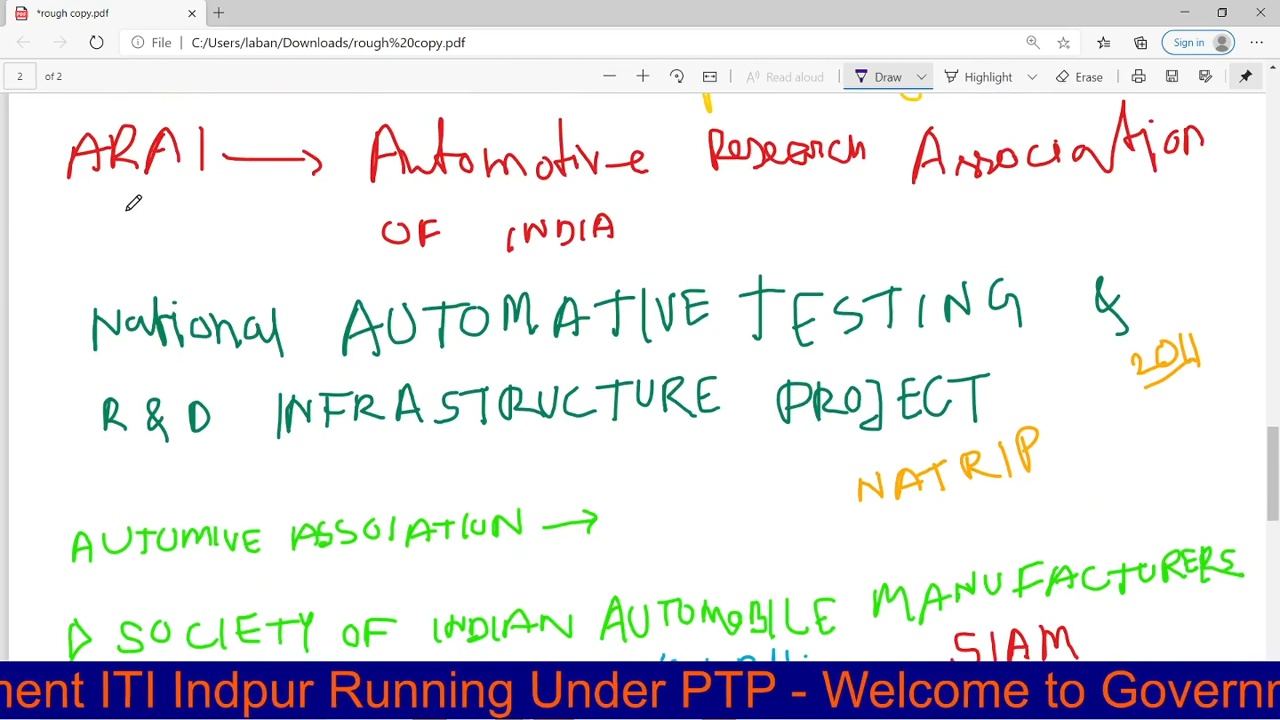 *rough copy.pdf
File C:/Users/laban/Downloads/rough%20copy.pdf Sign in
2 of 2 Read aloud Draw Highlight Erase
ARAI → Automotive Research Association
OF INDIA
National AUTOMATIVE TESTING &
2011
R & D INFRASTRUCTURE PROJECT
NATRIP
AUTUMIVE ASSOIATION →
SOCIETY OF INDIAN AUTOMOBILE MANUFACTURERS
SIAM
ment ITI Indpur Running Under PTP - Welcome to Governm